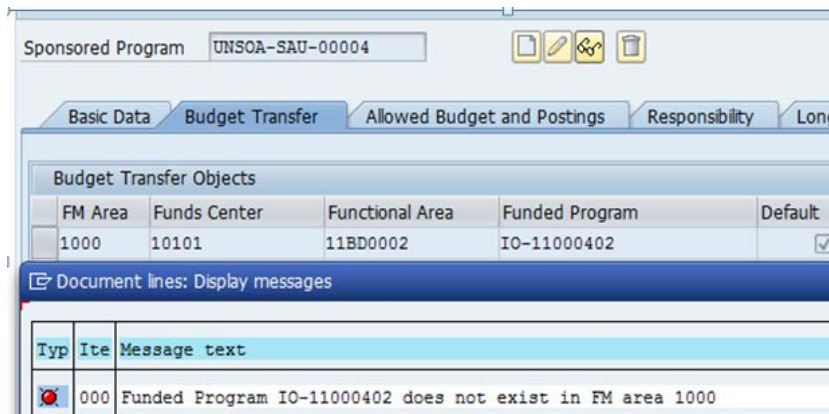 Sponsored Program UNSOA-SAU-00004
Basic Data Budget Transfer Allowed Budget and Postings Responsibility Lon
Budget Transfer Objects
FM Area Funds Center Functional Area Funded Program Default
1000 10101 11BD0002 IO-11000402
Document lines: Display messages
Typ Ite Message text
000 Funded Program IO-11000402 does not exist in FM area 1000